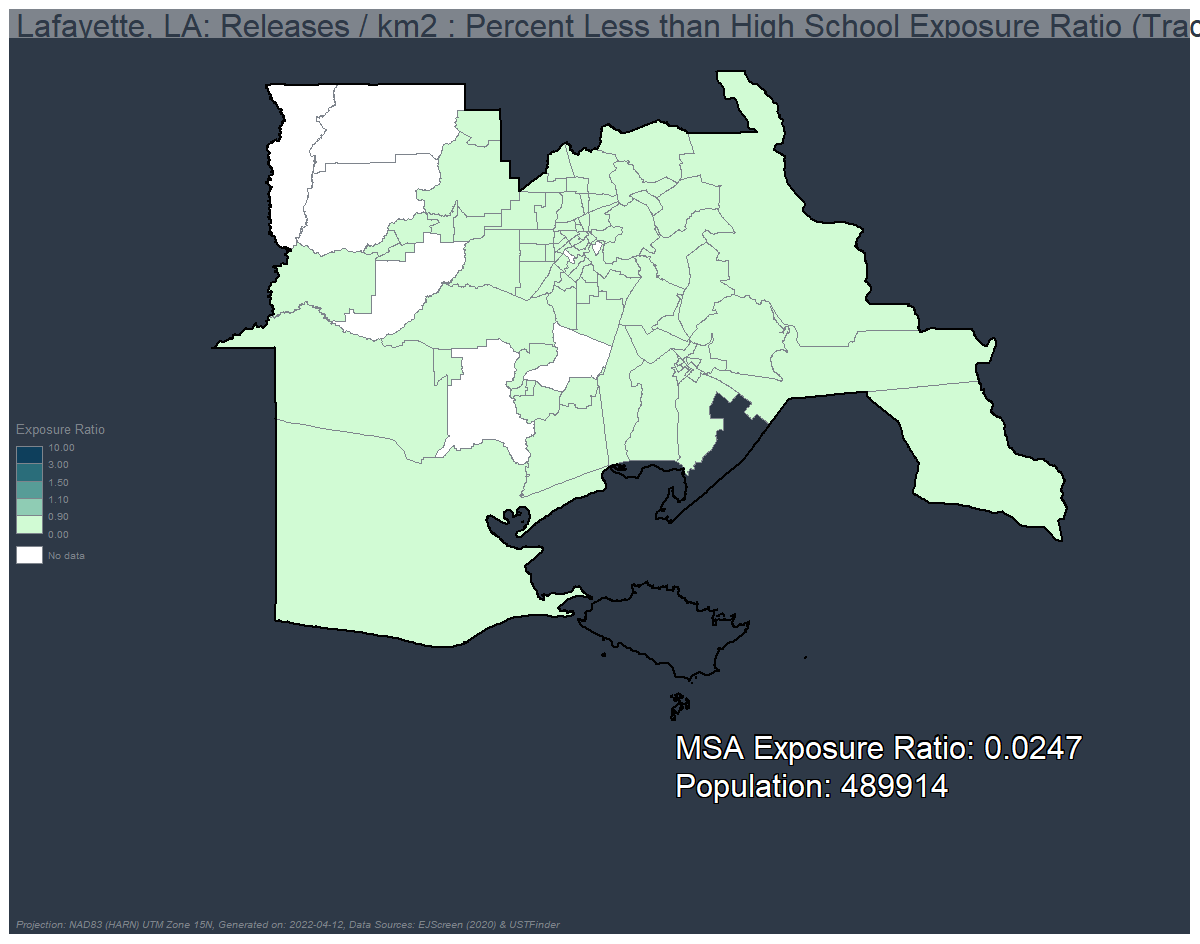 Lafayette, LA: Releases / km2 : Percent Less than High School Exposure Ratio (Trac
Exposure Ratio
10.00
3.00
1.50
1.10
0.90
0.00
No data
MSA Exposure Ratio: 0.0247
Population: 489914
Projection: NAD83 (HARN) UTM Zone 15N, Generated on: 2022-04-12, Data Sources: EJScreen (2020) & USTFinder